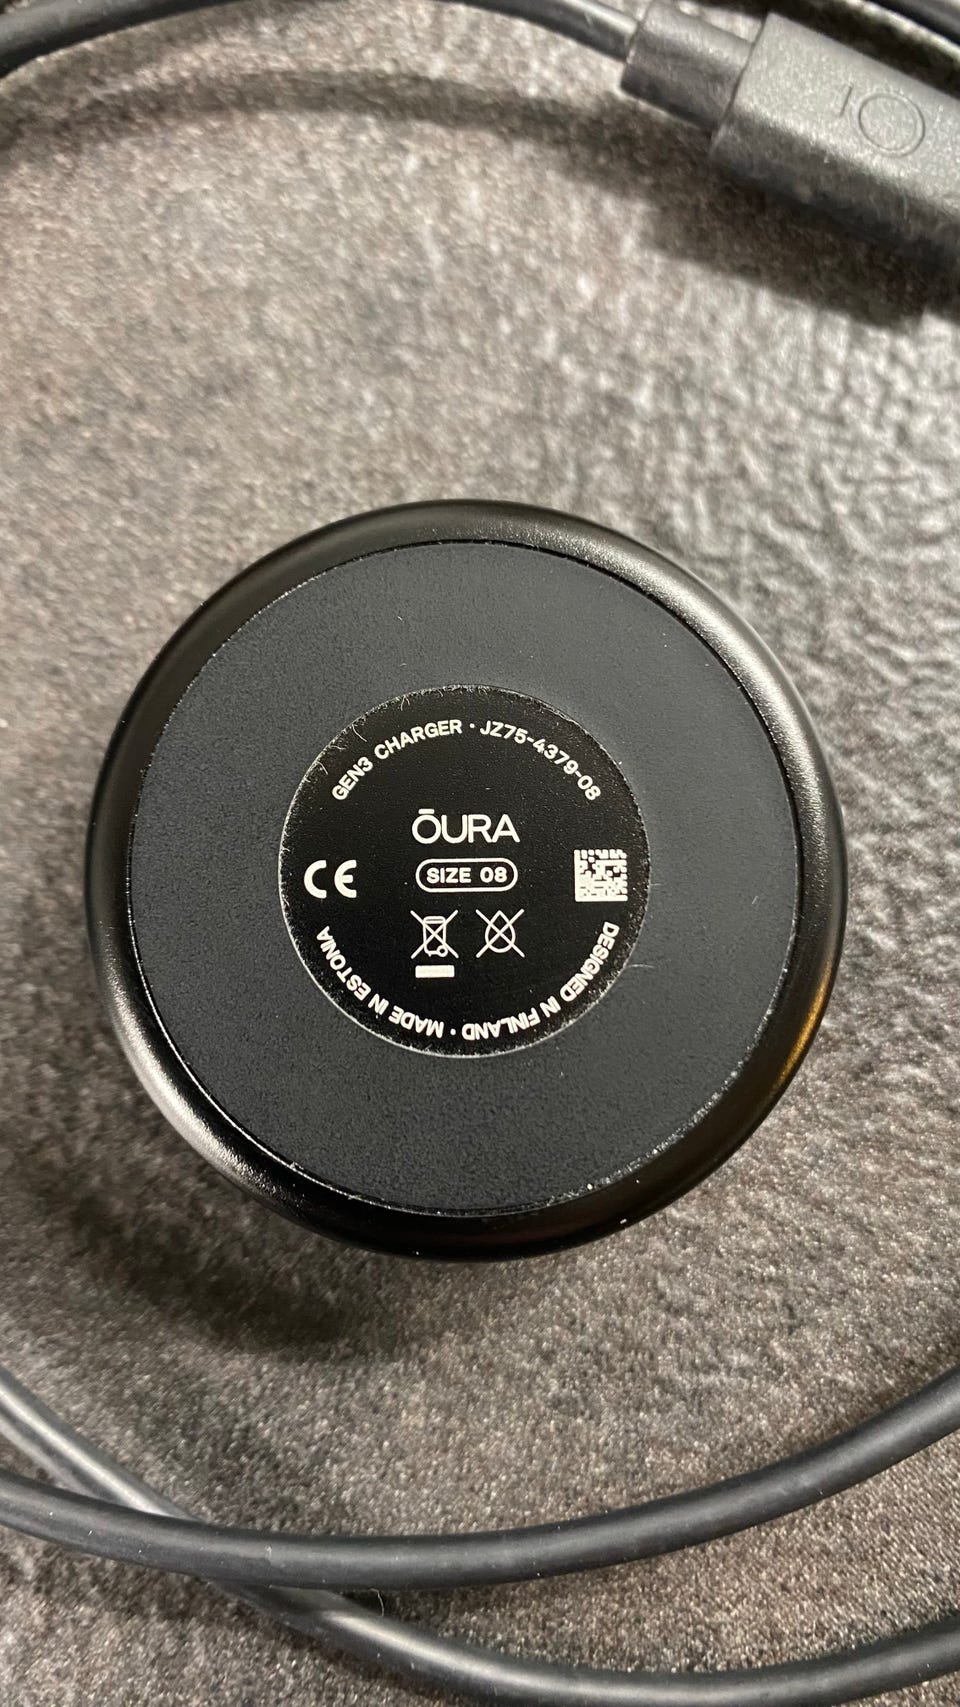 GEN3 CHARGER · JZ75-4379-08
ŌURA
CE
SIZE 08
DESIGNED IN FINLAND · MADE IN ESTONIA